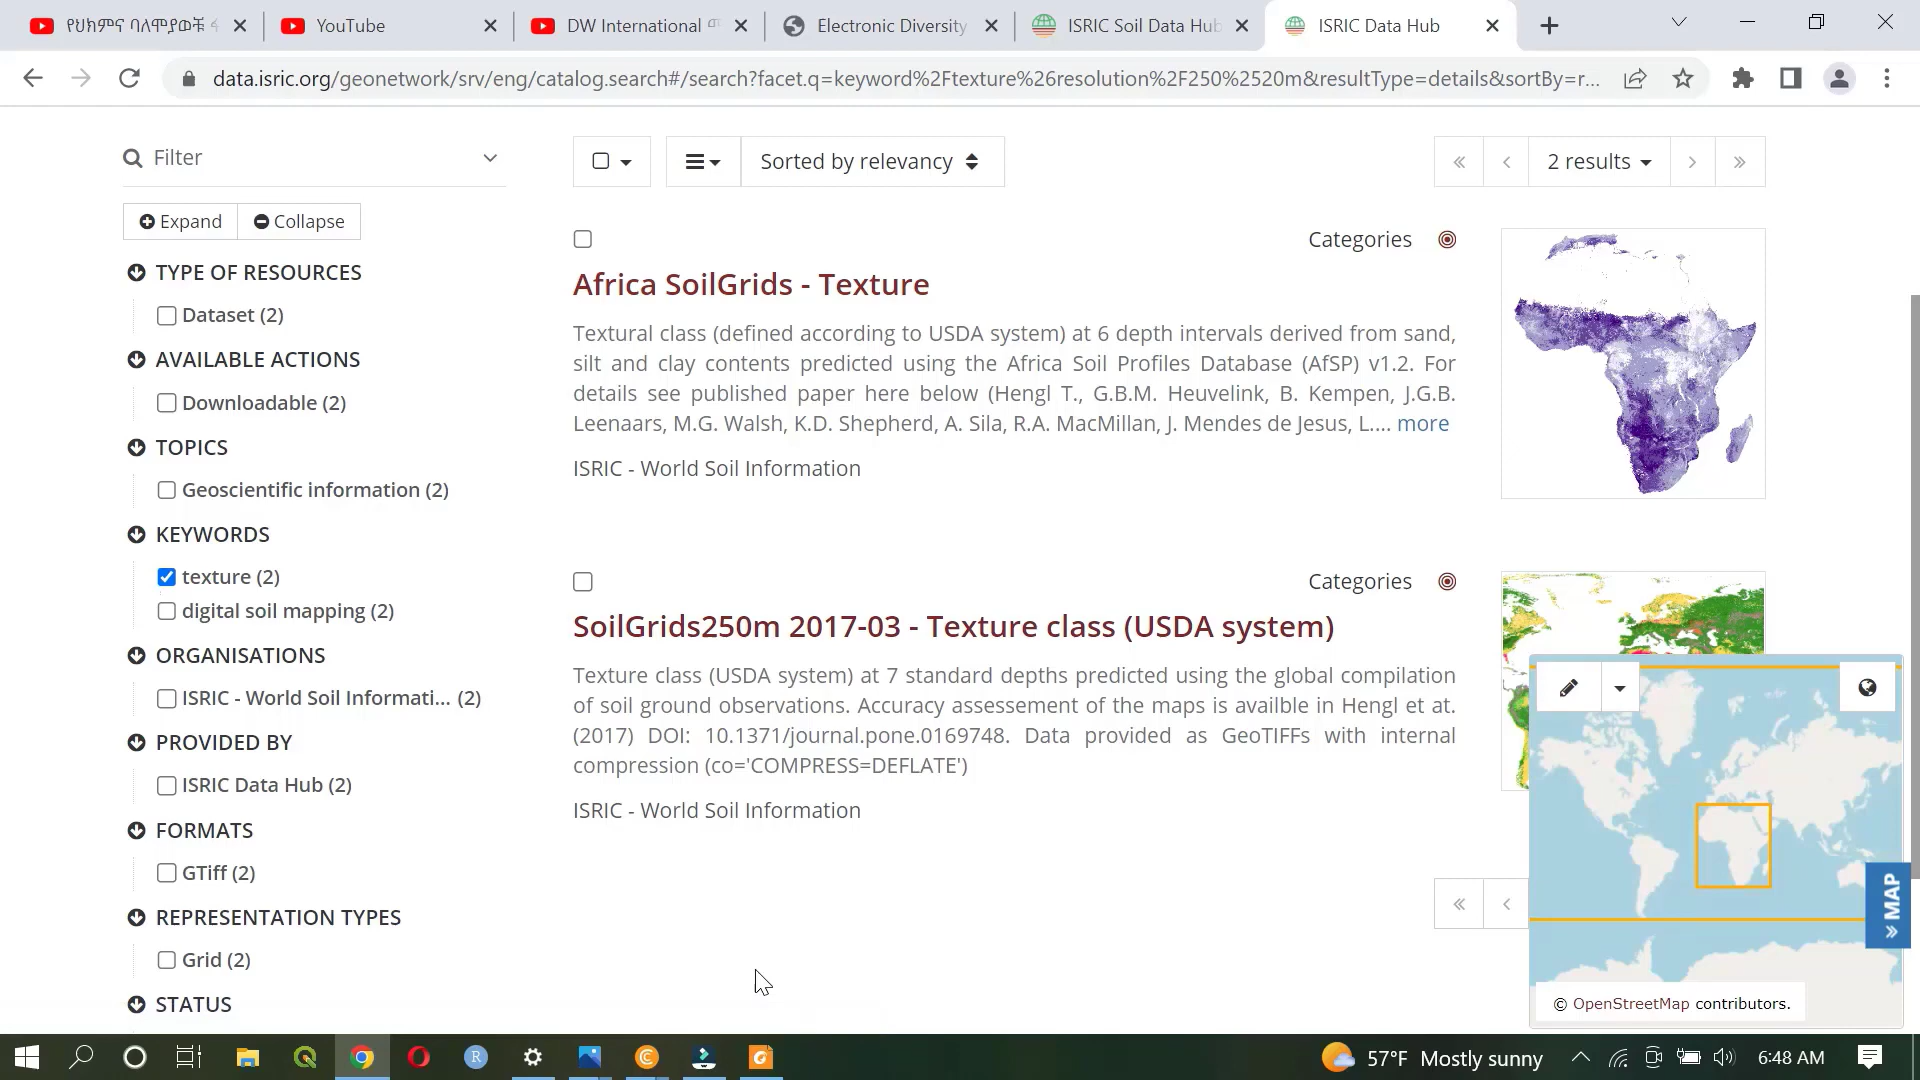 የህክምና ባለሞያወቹ
YouTube
DW International
Electronic Diversity
ISRIC Soil Data Hub
ISRIC Data Hub
data.isric.org/geonetwork/srv/eng/catalog.search#/search?facet.q=keyword%2Ftexture%26resolution%2F250%2520m&resultType=details&sortBy=r...
Filter
Expand
Collapse
TYPE OF RESOURCES
Dataset (2)
AVAILABLE ACTIONS
Downloadable (2)
TOPICS
Geoscientific information (2)
KEYWORDS
texture (2)
digital soil mapping (2)
ORGANISATIONS
ISRIC - World Soil Informati... (2)
PROVIDED BY
ISRIC Data Hub (2)
FORMATS
GTiff (2)
REPRESENTATION TYPES
Grid (2)
STATUS
Sorted by relevancy
« ‹ 2 results › »
Categories
Africa SoilGrids - Texture
Textural class (defined according to USDA system) at 6 depth intervals derived from sand,
silt and clay contents predicted using the Africa Soil Profiles Database (AfSP) v1.2. For
details see published paper here below (Hengl T., G.B.M. Heuvelink, B. Kempen, J.G.B.
Leenaars, M.G. Walsh, K.D. Shepherd, A. Sila, R.A. MacMillan, J. Mendes de Jesus, L.... more
ISRIC - World Soil Information
Categories
SoilGrids250m 2017-03 - Texture class (USDA system)
Texture class (USDA system) at 7 standard depths predicted using the global compilation
of soil ground observations. Accuracy assessement of the maps is availble in Hengl et at.
(2017) DOI: 10.1371/journal.pone.0169748. Data provided as GeoTIFFs with internal
compression (co='COMPRESS=DEFLATE')
ISRIC - World Soil Information
« ‹
» MAP
© OpenStreetMap contributors.
57°F Mostly sunny
6:48 AM